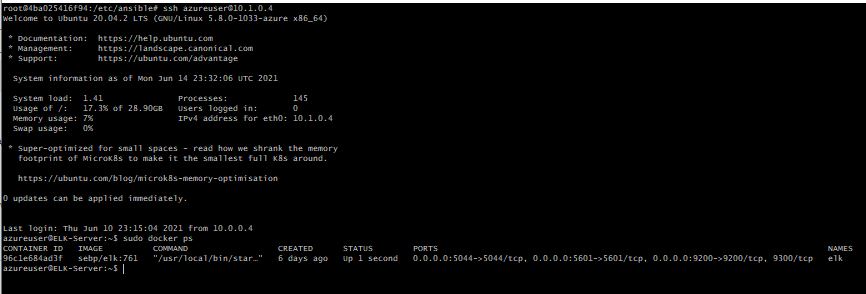 root@4ba025416f94:/etc/ansible# ssh azureuser@10.1.0.4
Welcome to Ubuntu 20.04.2 LTS (GNU/Linux 5.8.0-1033-azure x86_64)
* Documentation:  https://help.ubuntu.com
* Management:     https://landscape.canonical.com
* Support:        https://ubuntu.com/advantage
System information as of Mon Jun 14 23:32:06 UTC 2021
System load:  1.41              Processes:             145
Usage of /:   17.3% of 28.90GB  Users logged in:       0
Memory usage: 7%                IPv4 address for eth0: 10.1.0.4
Swap usage:   0%
* Super-optimized for small spaces - read how we shrank the memory
footprint of MicroK8s to make it the smallest full K8s around.
https://ubuntu.com/blog/microk8s-memory-optimisation
0 updates can be applied immediately.
Last login: Thu Jun 10 23:15:04 2021 from 10.0.0.4
azureuser@ELK-Server:~$ sudo docker ps
CONTAINER ID   IMAGE          COMMAND                  CREATED      STATUS        PORTS                                                                              NAMES
96c1e684ad3f   sebp/elk:761   "/usr/local/bin/star…"   6 days ago   Up 1 second   0.0.0.0:5044->5044/tcp, 0.0.0.0:5601->5601/tcp, 0.0.0.0:9200->9200/tcp, 9300/tcp   elk
azureuser@ELK-Server:~$